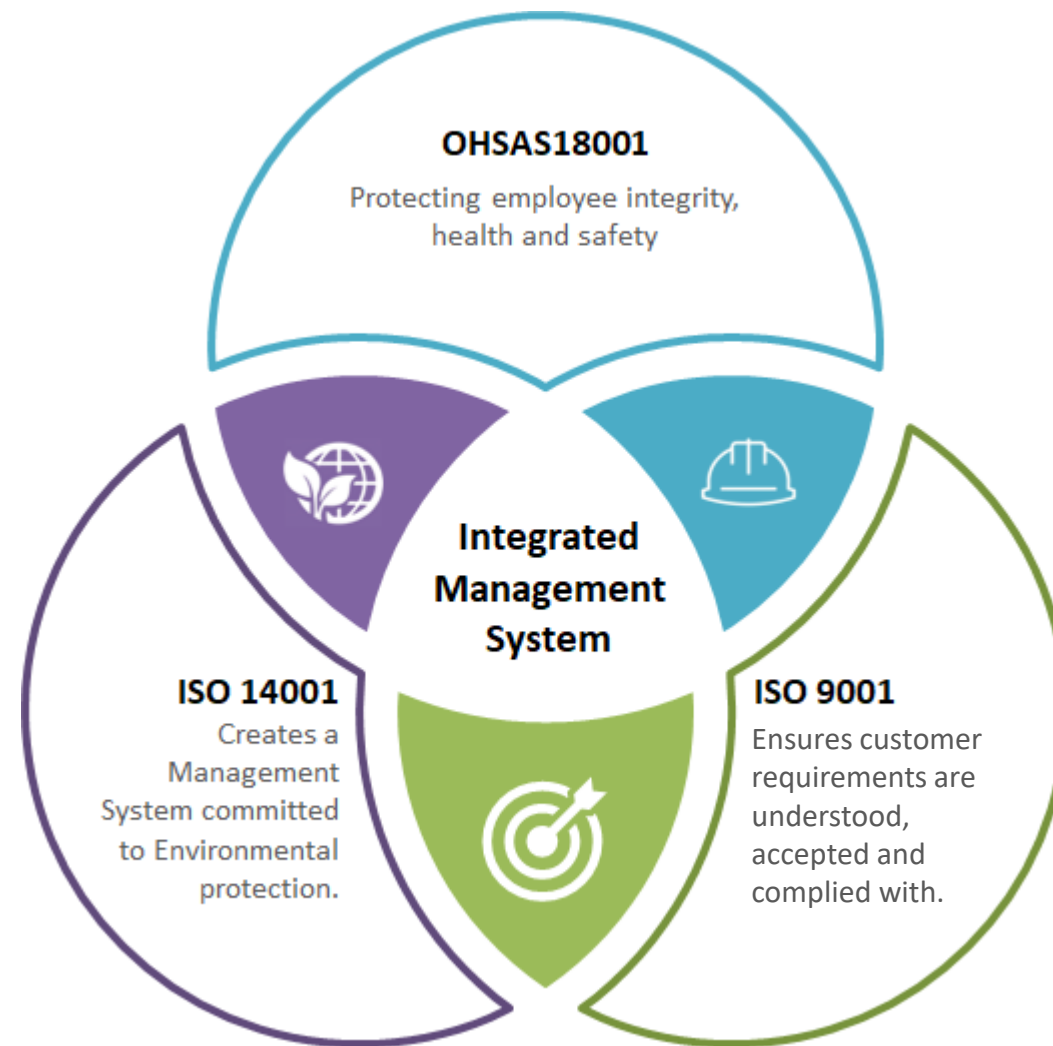 OHSAS18001
Protecting employee integrity,
health and safety
Integrated
Management
System
ISO 14001
Creates a
Management
System committed
to Environmental
protection.
ISO 9001
Ensures customer
requirements are
understood,
accepted and
complied with.